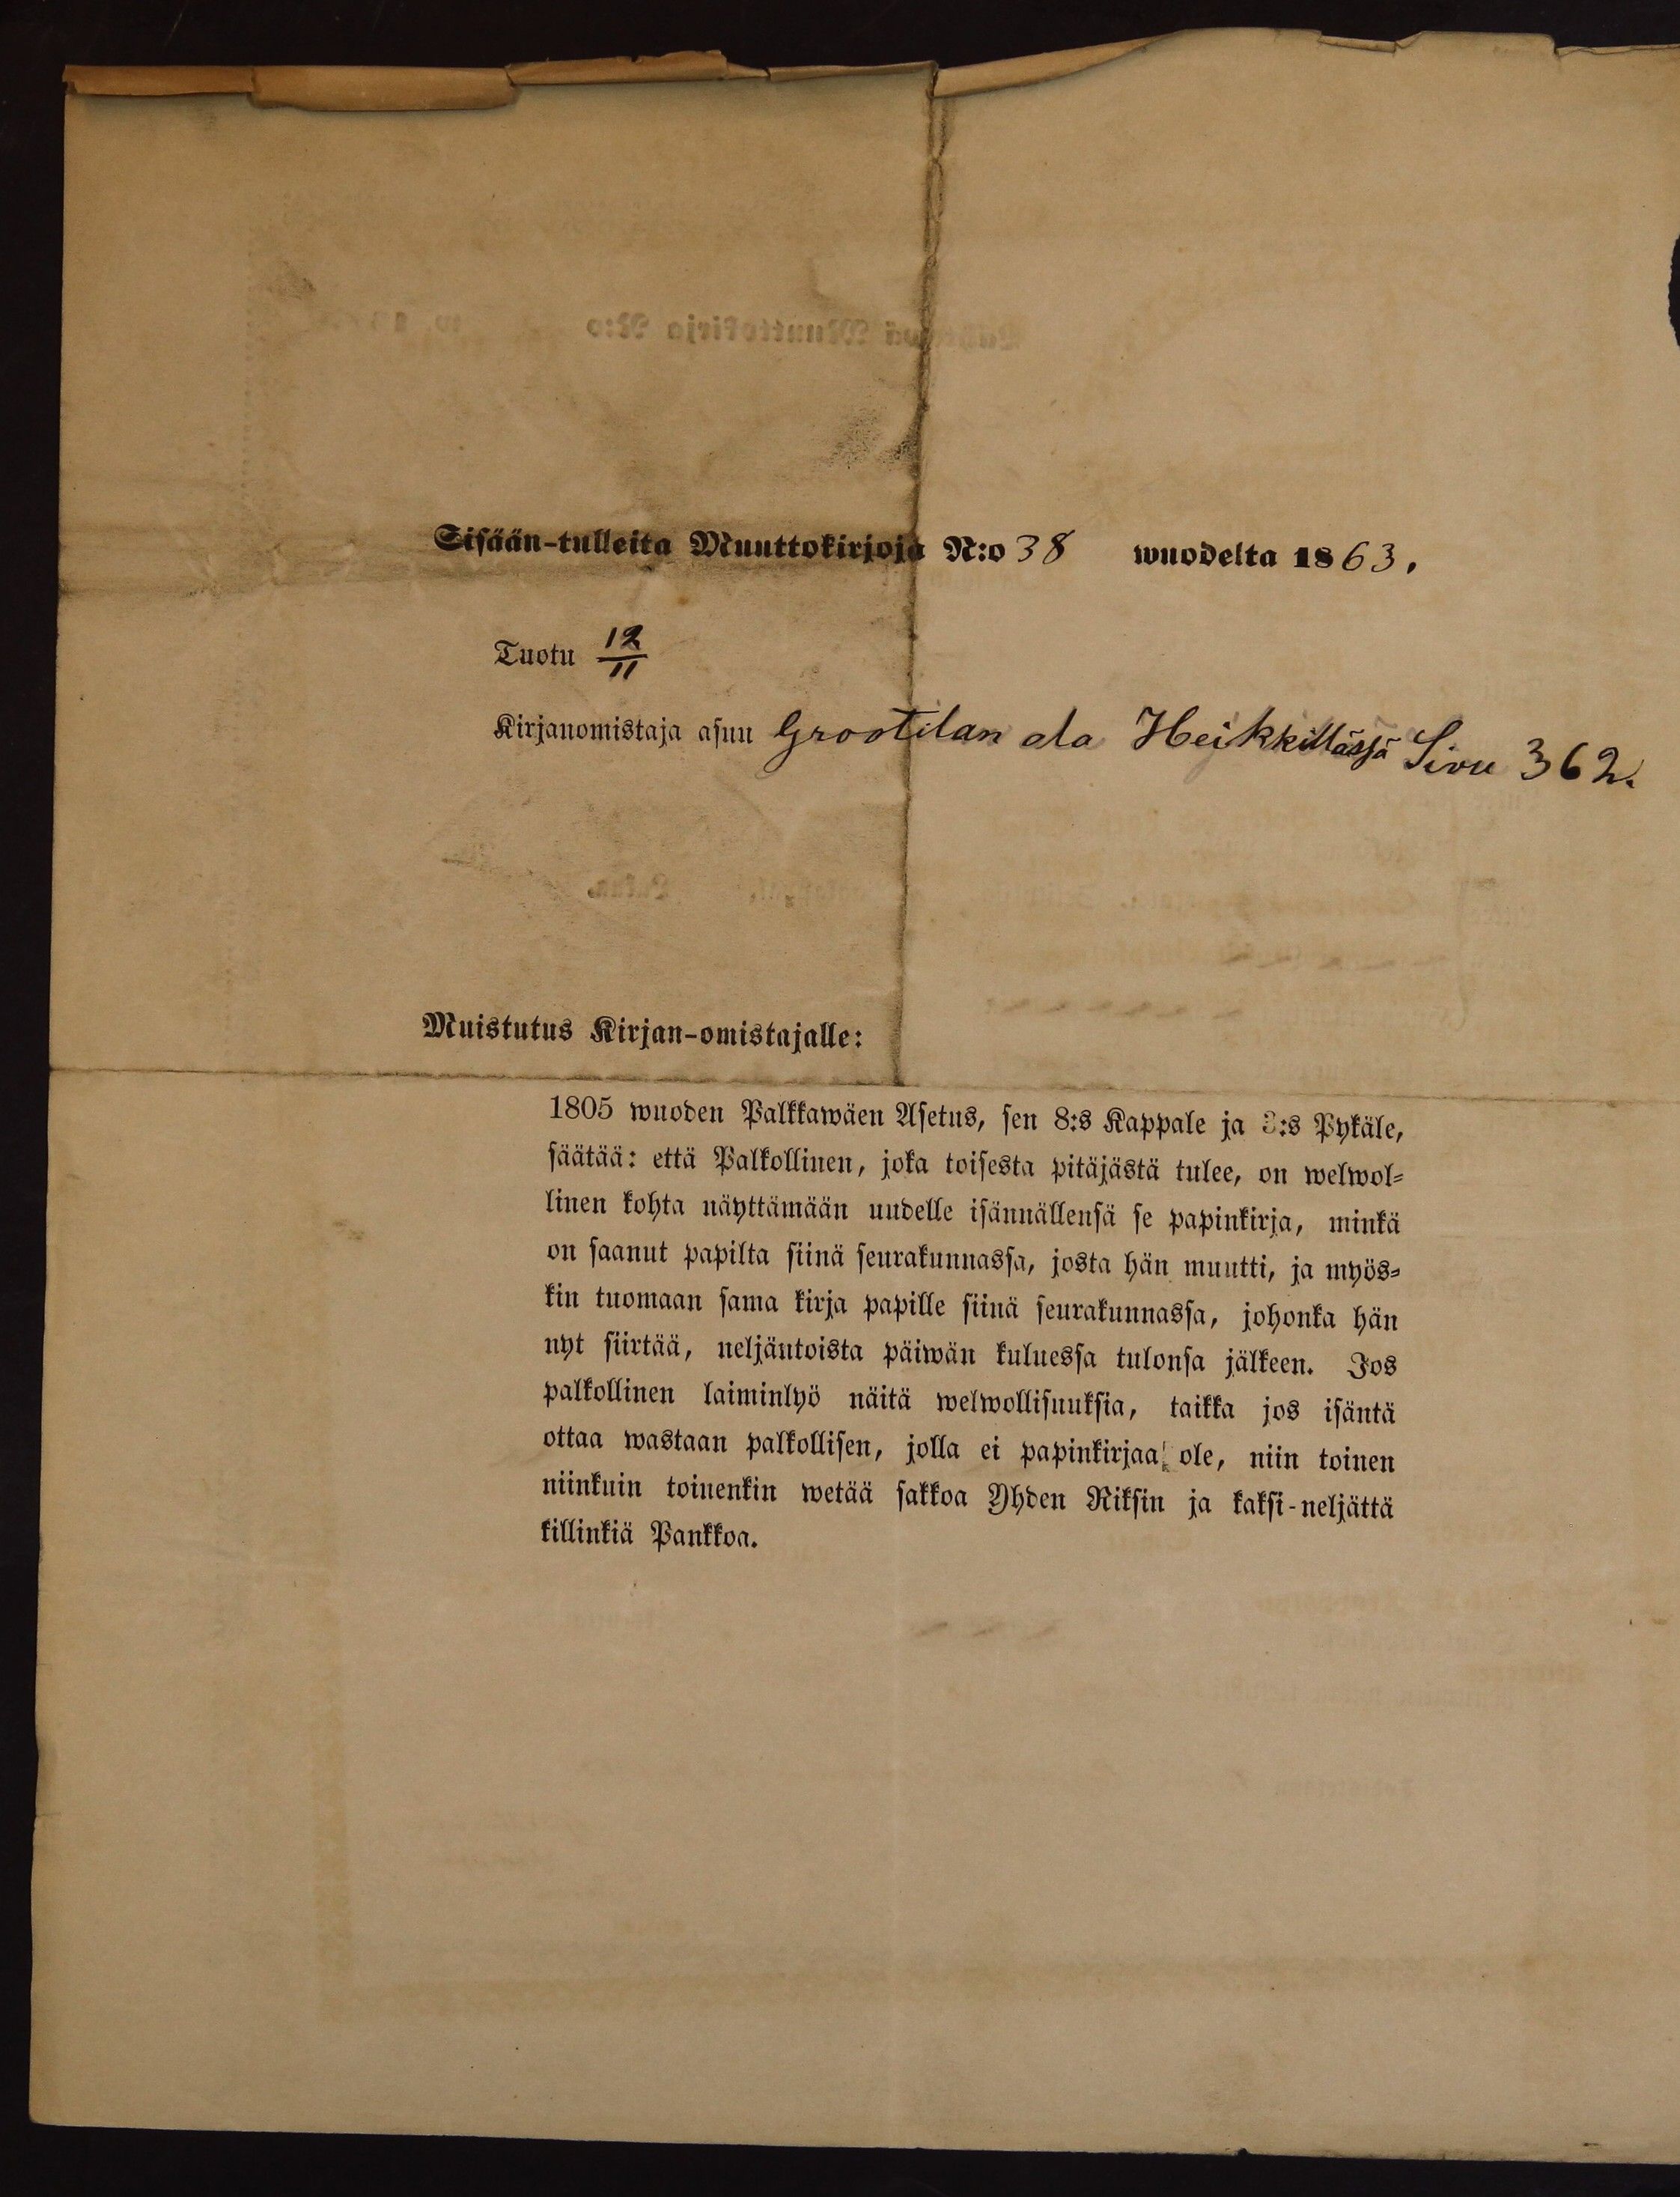 Sisään-tulleita Muuttokirjoja N:o 38 wuodelta 1863.
Tuotu 12/11
Kirjanomistaja asuu Grootilan ala Heikkillässä Sivu 362.
Muistutus Kirjan-omistajalle:
1805 wuoden Palkkawäen Asetus, sen 8:s Kappale ja 3:s Pykäle,
säätää: että Palkollinen, joka toisesta pitäjästä tulee, on welwol=
linen kohta näyttämään uudelle isännällensä se papinkirja, minkä
on saanut papilta siinä seurakunnassa, josta hän muutti, ja myös=
kin tuomaan sama kirja papille siinä seurakunnassa, johonka hän
nyt siirtää, neljäntoista päiwän kuluessa tulonsa jälkeen. Jos
palkollinen laiminlyö näitä welwollisuuksia, taikka jos isäntä
ottaa wastaan palkollisen, jolla ei papinkirjaa ole, niin toinen
niinkuin toinenkin wetää sakkoa Yhden Riksin ja kaksi-neljättä
killinkiä Pankkoa.